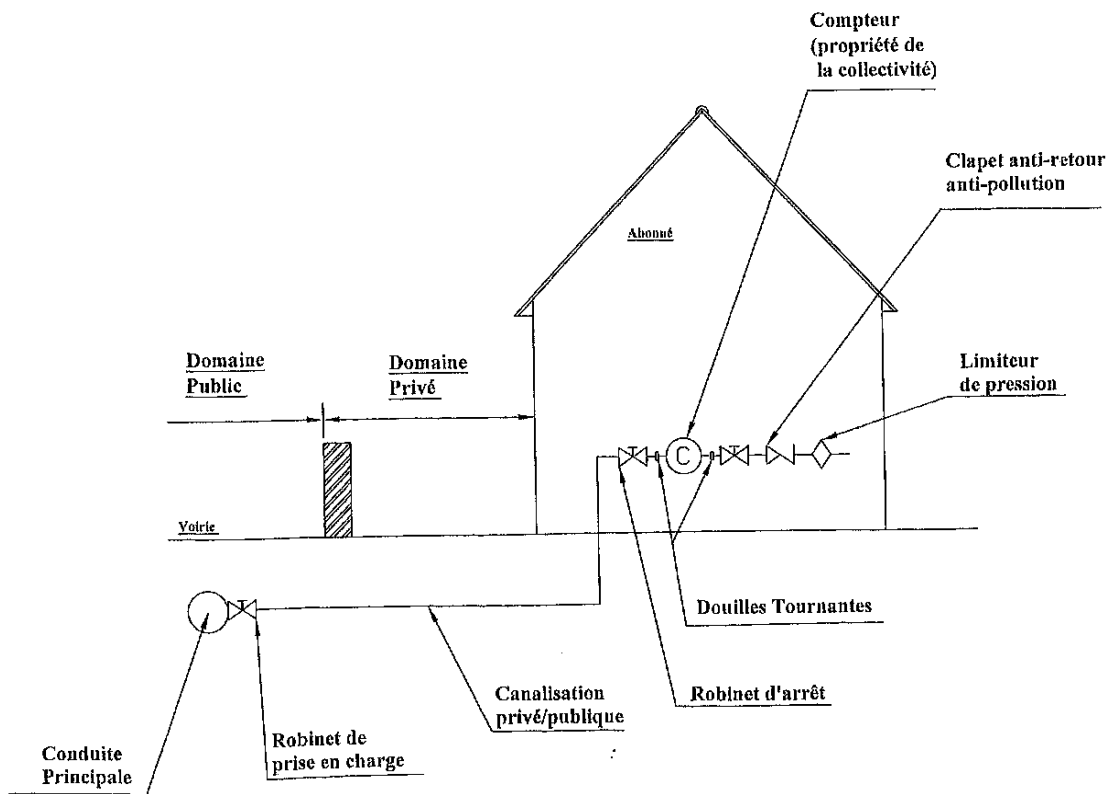 Compteur
(propriété de
la collectivité)
Clapet anti-retour
anti-pollution
Abonné
Domaine
Public
Domaine
Privé
Limiteur
de pression
C
Voirie
Douilles Tournantes
Canalisation
privé/publique
Robinet d'arrêt
Robinet de
prise en charge
Conduite
Principale